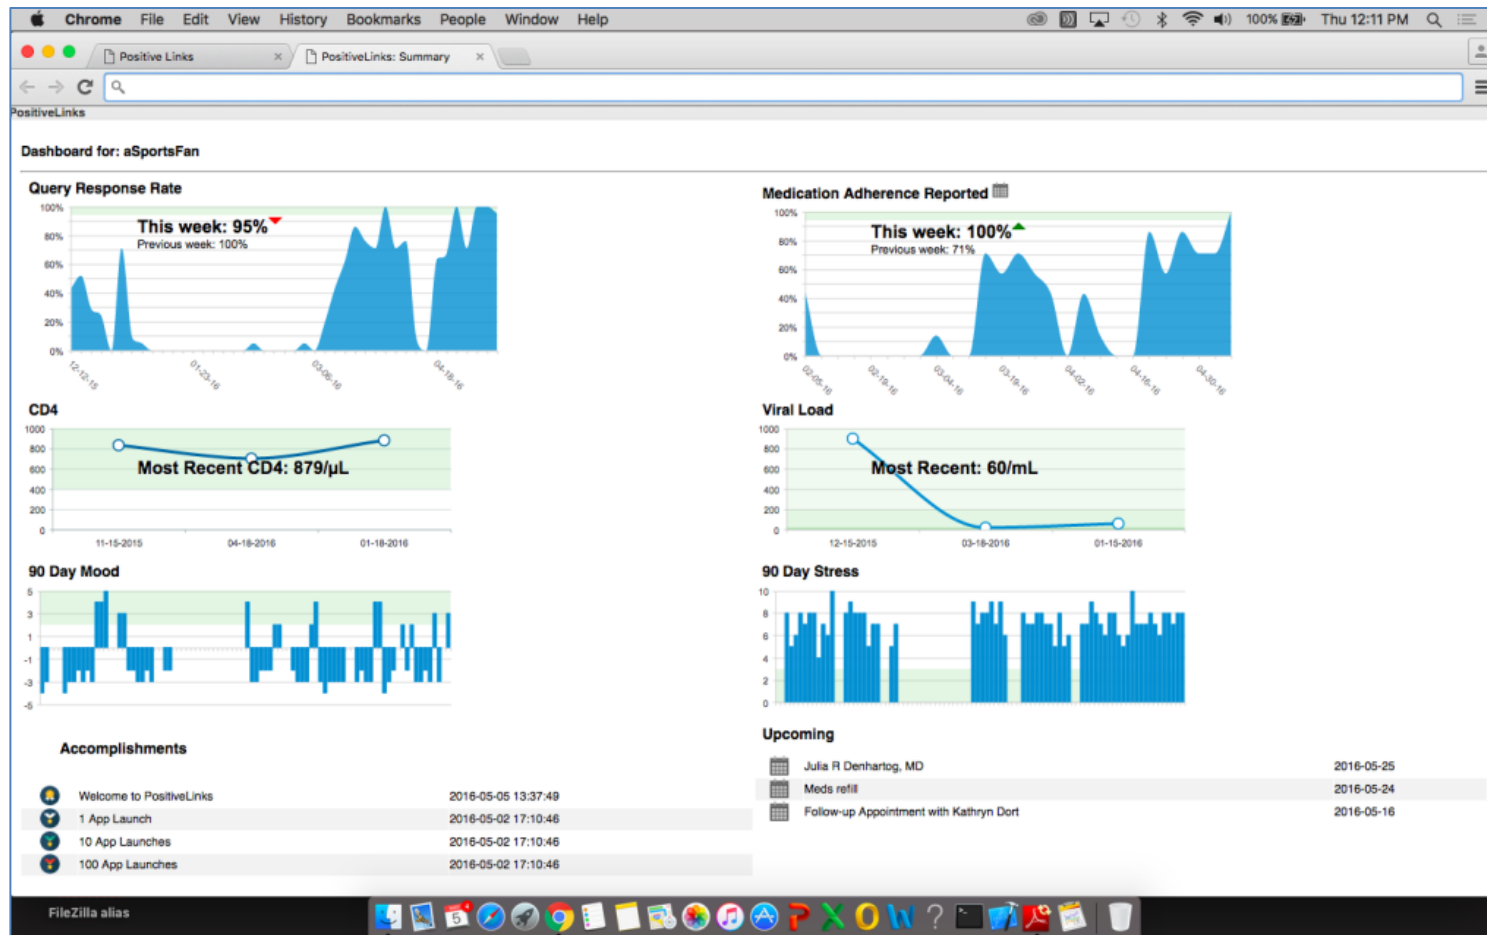 Chrome File Edit View History Bookmarks People Window Help 100% Thu 12:11 PM
Positive Links × PositiveLinks: Summary ×
PositiveLinks
Dashboard for: aSportsFan
Query Response Rate
100%
80%
60%
40%
20%
0%
This week: 95%
Previous week: 100%
12-12-15 01-23-16 03-06-16 04-18-16
Medication Adherence Reported
100%
80%
60%
40%
20%
0%
This week: 100%
Previous week: 71%
02-05-16 02-19-16 03-04-16 03-19-16 04-02-16 04-16-16 04-30-16
CD4
1000
800
600
400
200
0
Most Recent CD4: 879/µL
11-15-2015 04-18-2016 01-18-2016
Viral Load
1000
800
600
400
200
0
Most Recent: 60/mL
12-15-2015 03-18-2016 01-15-2016
90 Day Mood
5
3
1
-1
-3
-5
90 Day Stress
10
8
6
4
2
0
Accomplishments
Welcome to PositiveLinks 2016-05-05 13:37:49
1 App Launch 2016-05-02 17:10:46
10 App Launches 2016-05-02 17:10:46
100 App Launches 2016-05-02 17:10:46
Upcoming
Julia R Denhartog, MD 2016-05-25
Meds refill 2016-05-24
Follow-up Appointment with Kathryn Dort 2016-05-16
FileZilla alias
5